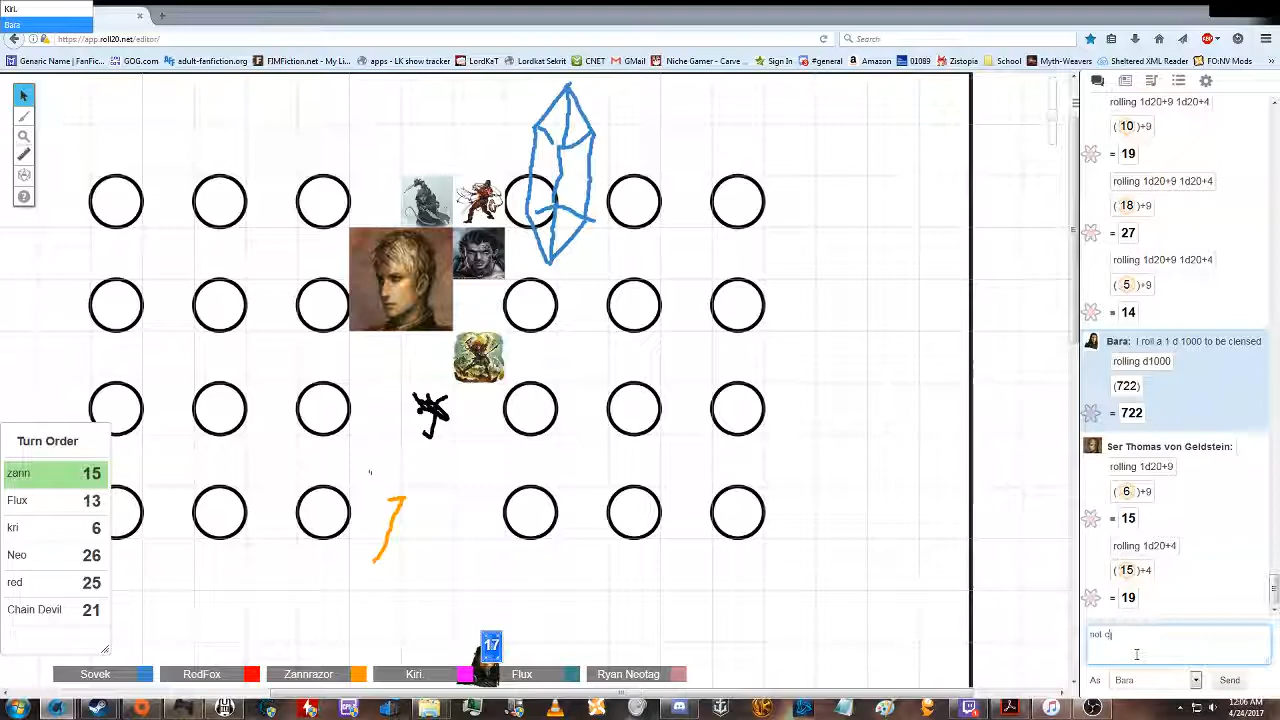 Kiri.
Bara
https://app.roll20.net/editor/
Search
Generic Name | FanFic...
GOG.com
adult-fanfiction.org
FIMFiction.net - My Li...
apps - LK show tracker
LordKaT
Lordkat Sekrit
CNET
GMail
Niche Gamer - Carve ...
Sign In
#general
Amazon
01089
Zistopia
School
Myth-Weavers
Sheltered XML Reader
FO:NV Mods
rolling 1d20+9 1d20+4
(10)+9
= 19
rolling 1d20+9 1d20+4
(18)+9
= 27
rolling 1d20+9 1d20+4
(5)+9
= 14
Bara: I roll a 1 d 1000 to be clensed
rolling d1000
(722)
= 722
Ser Thomas von Geldstein:
rolling 1d20+9
(6)+9
= 15
rolling 1d20+4
(15)+4
= 19
not c
As Bara Send
Turn Order
zann 15
Flux 13
kri 6
Neo 26
red 25
Chain Devil 21
17
Sovek
RedFox
Zannrazor
Kiri.
Flux
Ryan Neotag
12:06 AM
4/24/2017